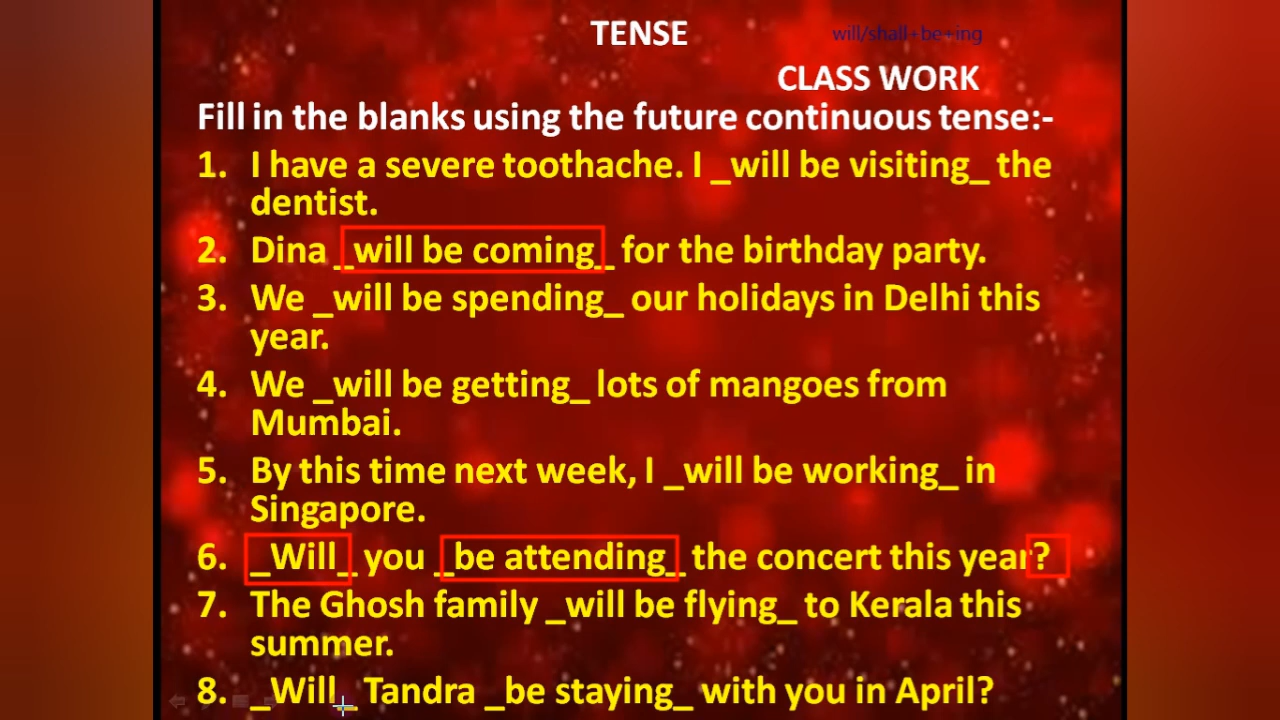 TENSE
will/shall+be+ing
CLASS WORK
Fill in the blanks using the future continuous tense:-
1. I have a severe toothache. I _will be visiting_ the
dentist.
2. Dina _will be coming_ for the birthday party.
3. We _will be spending_ our holidays in Delhi this
year.
4. We _will be getting_ lots of mangoes from
Mumbai.
5. By this time next week, I _will be working_ in
Singapore.
6. _Will_ you _be attending_ the concert this year?
7. The Ghosh family _will be flying_ to Kerala this
summer.
8. _Will_ Tandra _be staying_ with you in April?